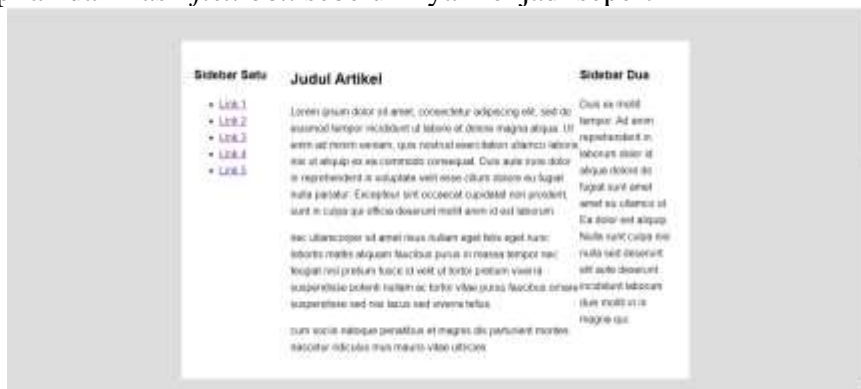 Sidebar Satu
Link 1
Link 2
Link 3
Link 4
Link 5
Judul Artikel
Lorem ipsum dolor sit amet, consectetur adipiscing elit, sed do
eiusmod tempor incididunt ut labore et dolore magna aliqua. Ut
enim ad minim veniam, quis nostrud exercitation ullamco laboris
nisi ut aliquip ex ea commodo consequat. Duis aute irure dolor
in reprehenderit in voluptate velit esse cillum dolore eu fugiat
nulla pariatur. Excepteur sint occaecat cupidatat non proident,
sunt in culpa qui officia deserunt mollit anim id est laborum.
nec ullamcorper sit amet risus nullam eget felis eget nunc
lobortis mattis aliquam faucibus purus in massa tempor nec
feugiat nisl pretium fusce id velit ut tortor pretium viverra
suspendisse potenti nullam ac tortor vitae purus faucibus ornare
suspendisse sed nisi lacus sed viverra tellus
cum sociis natoque penatibus et magnis dis parturient montes
nascetur ridiculus mus mauris vitae ultricies
Sidebar Dua
Duis ea mollit
tempor. Ad anim
reprehenderit in
laborum dolor id
aliqua dolore do
fugiat sunt amet
amet eu ullamco ut
Ea dolor est aliquip
Nulla sunt culpa nisi
nulla sed deserunt
elit aute deserunt
incididunt laborum
duis mollit in in
magna qui